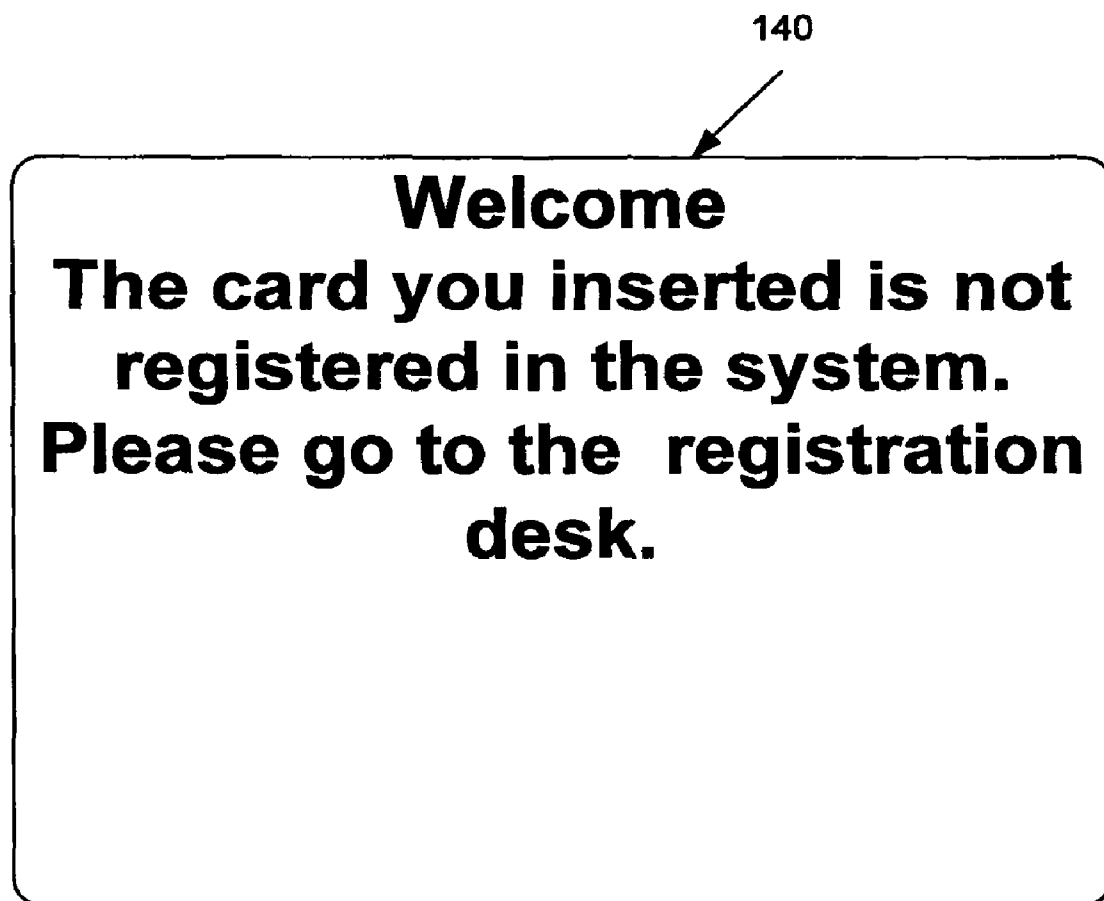 140
Welcome
The card you inserted is not
registered in the system.
Please go to the  registration
desk.